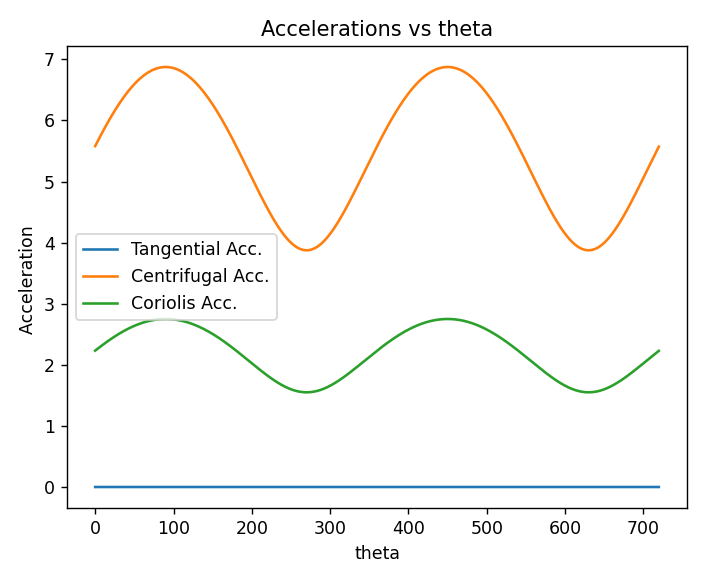 Accelerations vs theta
7
6
5
4
3
2
1
0
Acceleration
Tangential Acc.
Centrifugal Acc.
Coriolis Acc.
0 100 200 300 400 500 600 700
theta